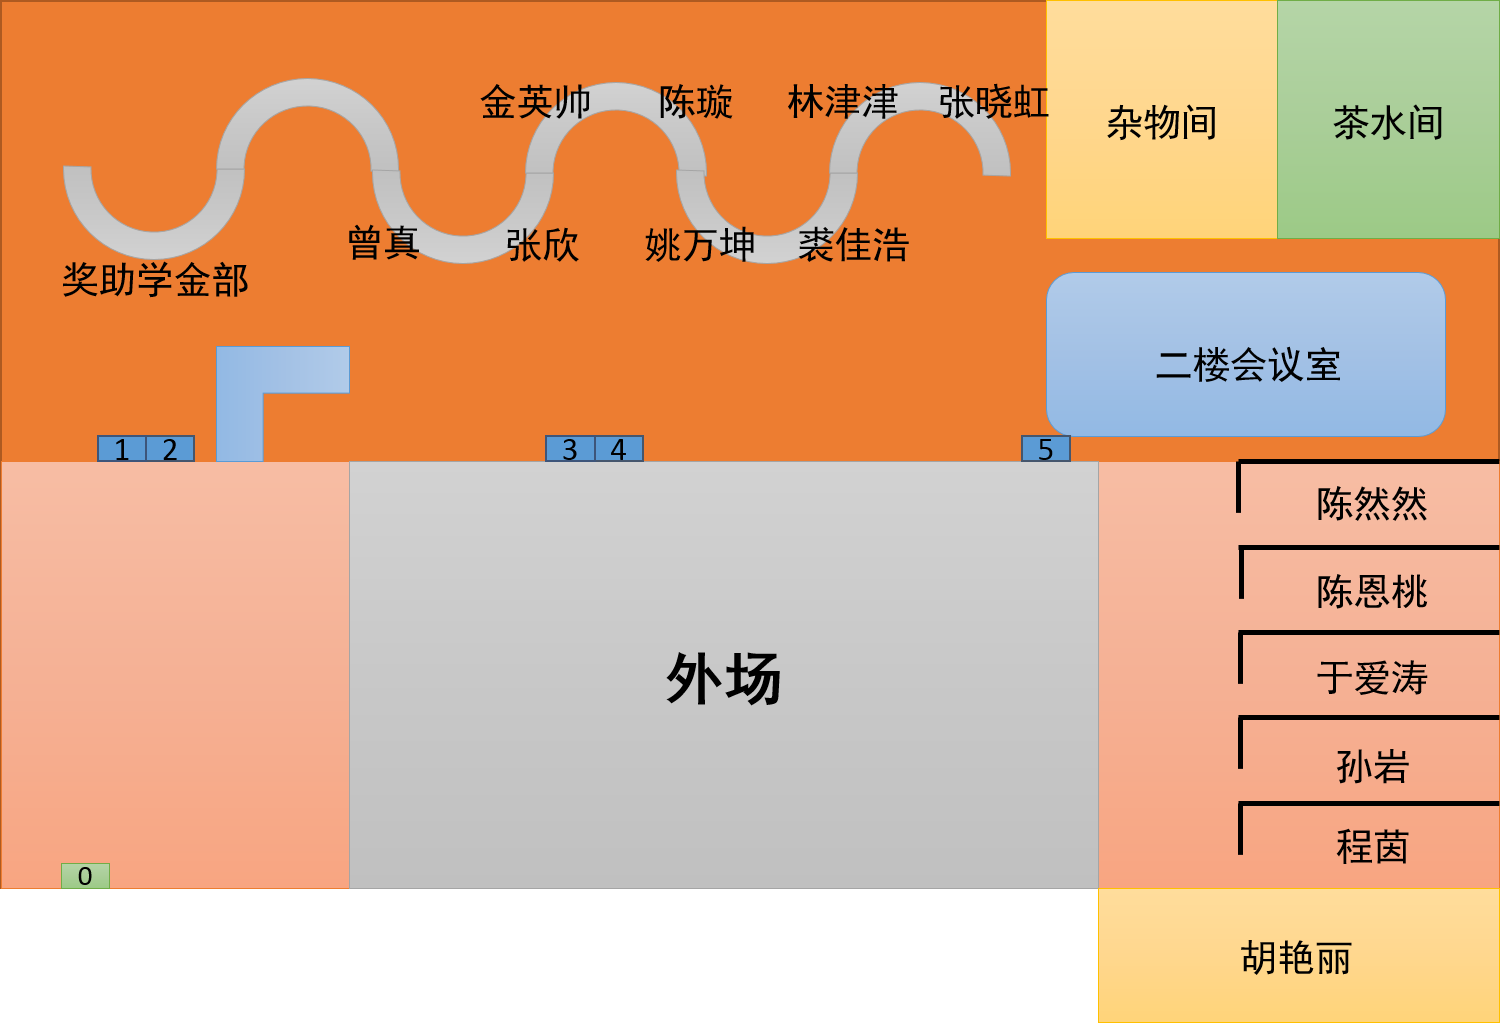 金英帅
陈璇
林津津
张晓虹
杂物间
茶水间
曾真
张欣
姚万坤
裘佳浩
奖助学金部
二楼会议室
1
2
3
4
5
陈然然
陈恩桃
于爱涛
外场
孙岩
程茵
0
胡艳丽